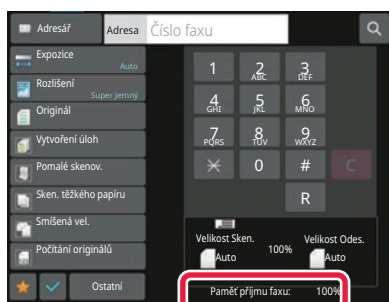 Adresář
Adresa
Číslo faxu
Expozice
Auto
Rozlišení
Super Jemný
Originál
Vytvoření úloh
Pomalé skenov.
Sken. těžkého papíru
Smíšená vel.
Počítání originálů
Ostatní
1
2
ABC
3
DEF
4
GHI
5
JKL
6
MNO
7
PQRS
8
TUV
9
WXYZ
0
#
C
R
Velikost Sken.
Velikost Odes.
100%
Auto
Auto
Paměť příjmu faxu: 100%